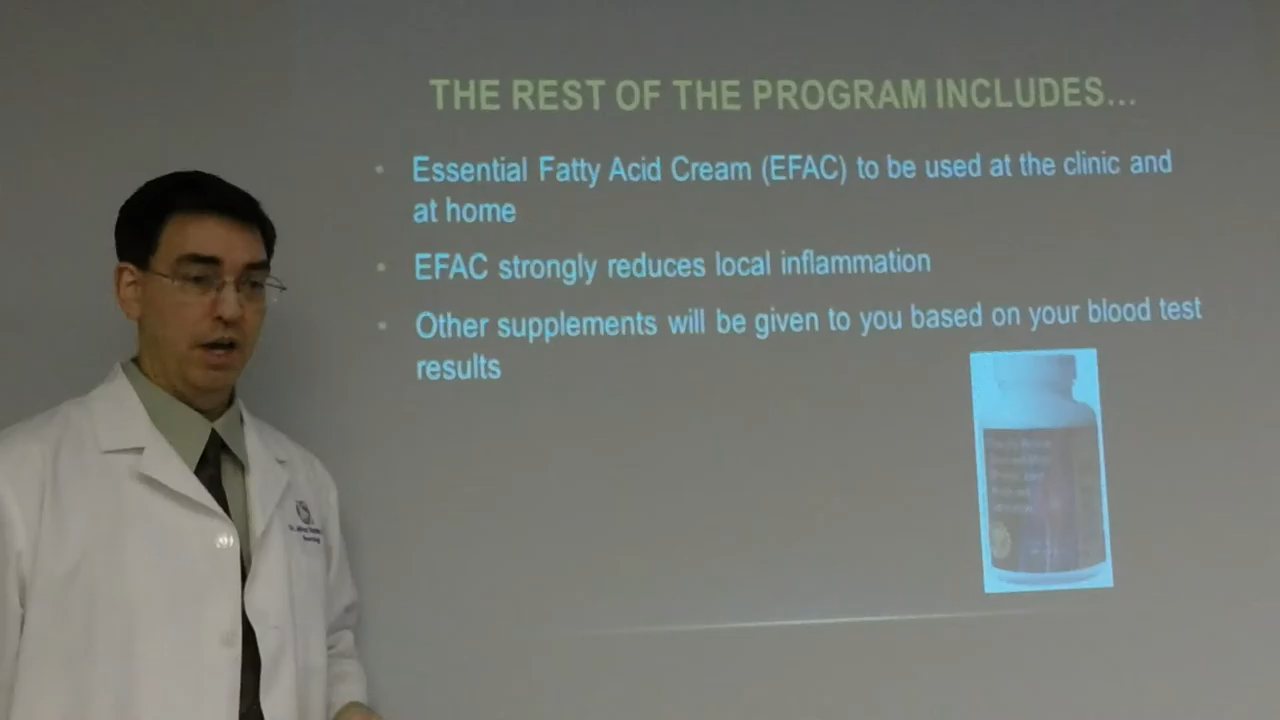 THE REST OF THE PROGRAM INCLUDES...
• Essential Fatty Acid Cream (EFAC) to be used at the clinic and
at home
• EFAC strongly reduces local inflammation
• Other supplements will be given to you based on your blood test
results